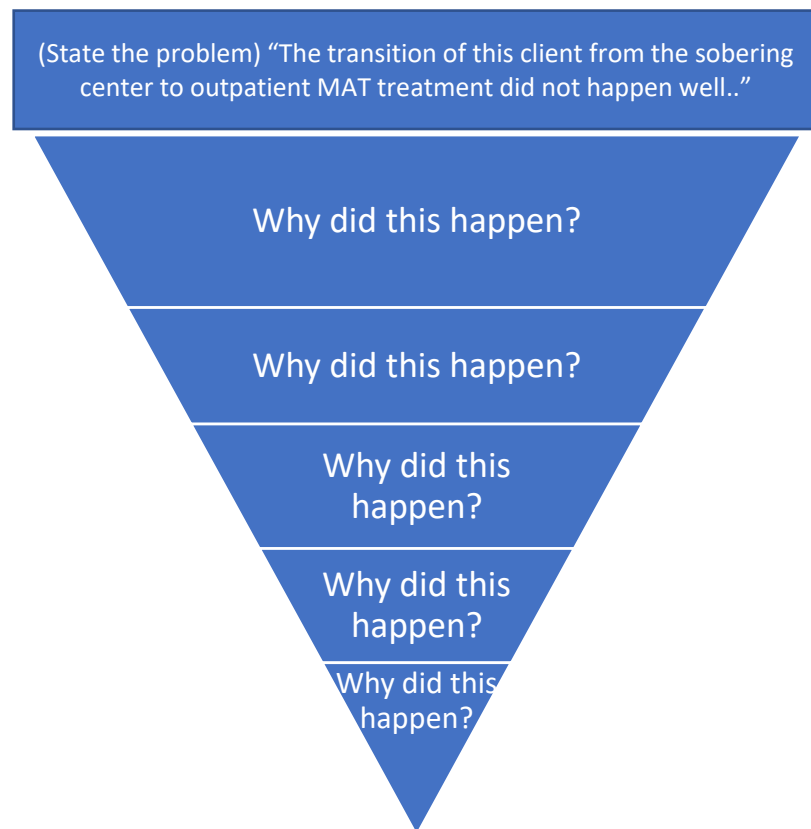 (State the problem) “The transition of this client from the sobering
center to outpatient MAT treatment did not happen well..”
Why did this happen?
Why did this happen?
Why did this
happen?
Why did this
happen?
Why did this
happen?